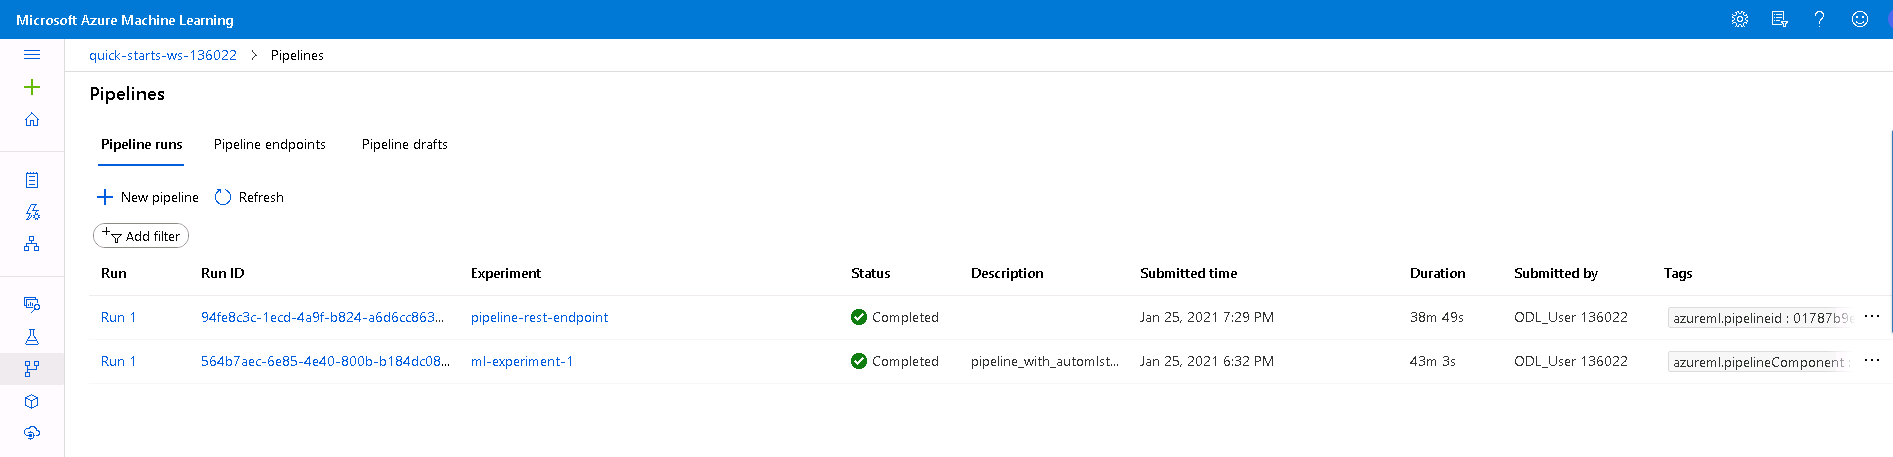 Microsoft Azure Machine Learning
quick-starts-ws-136022 > Pipelines
Pipelines
Pipeline runs Pipeline endpoints Pipeline drafts
New pipeline Refresh
Add filter
Run Run ID Experiment Status Description Submitted time Duration Submitted by Tags
Run 1 94fe8c3c-1ecd-4a9f-b824-a6d6cc863... pipeline-rest-endpoint Completed Jan 25, 2021 7:29 PM 38m 49s ODL_User 136022 azureml.pipelineid : 01787b9e ...
Run 1 564b7aec-6e85-4e40-800b-b184dc08... ml-experiment-1 Completed pipeline_with_automlst... Jan 25, 2021 6:32 PM 43m 3s ODL_User 136022 azureml.pipelineComponent : ...